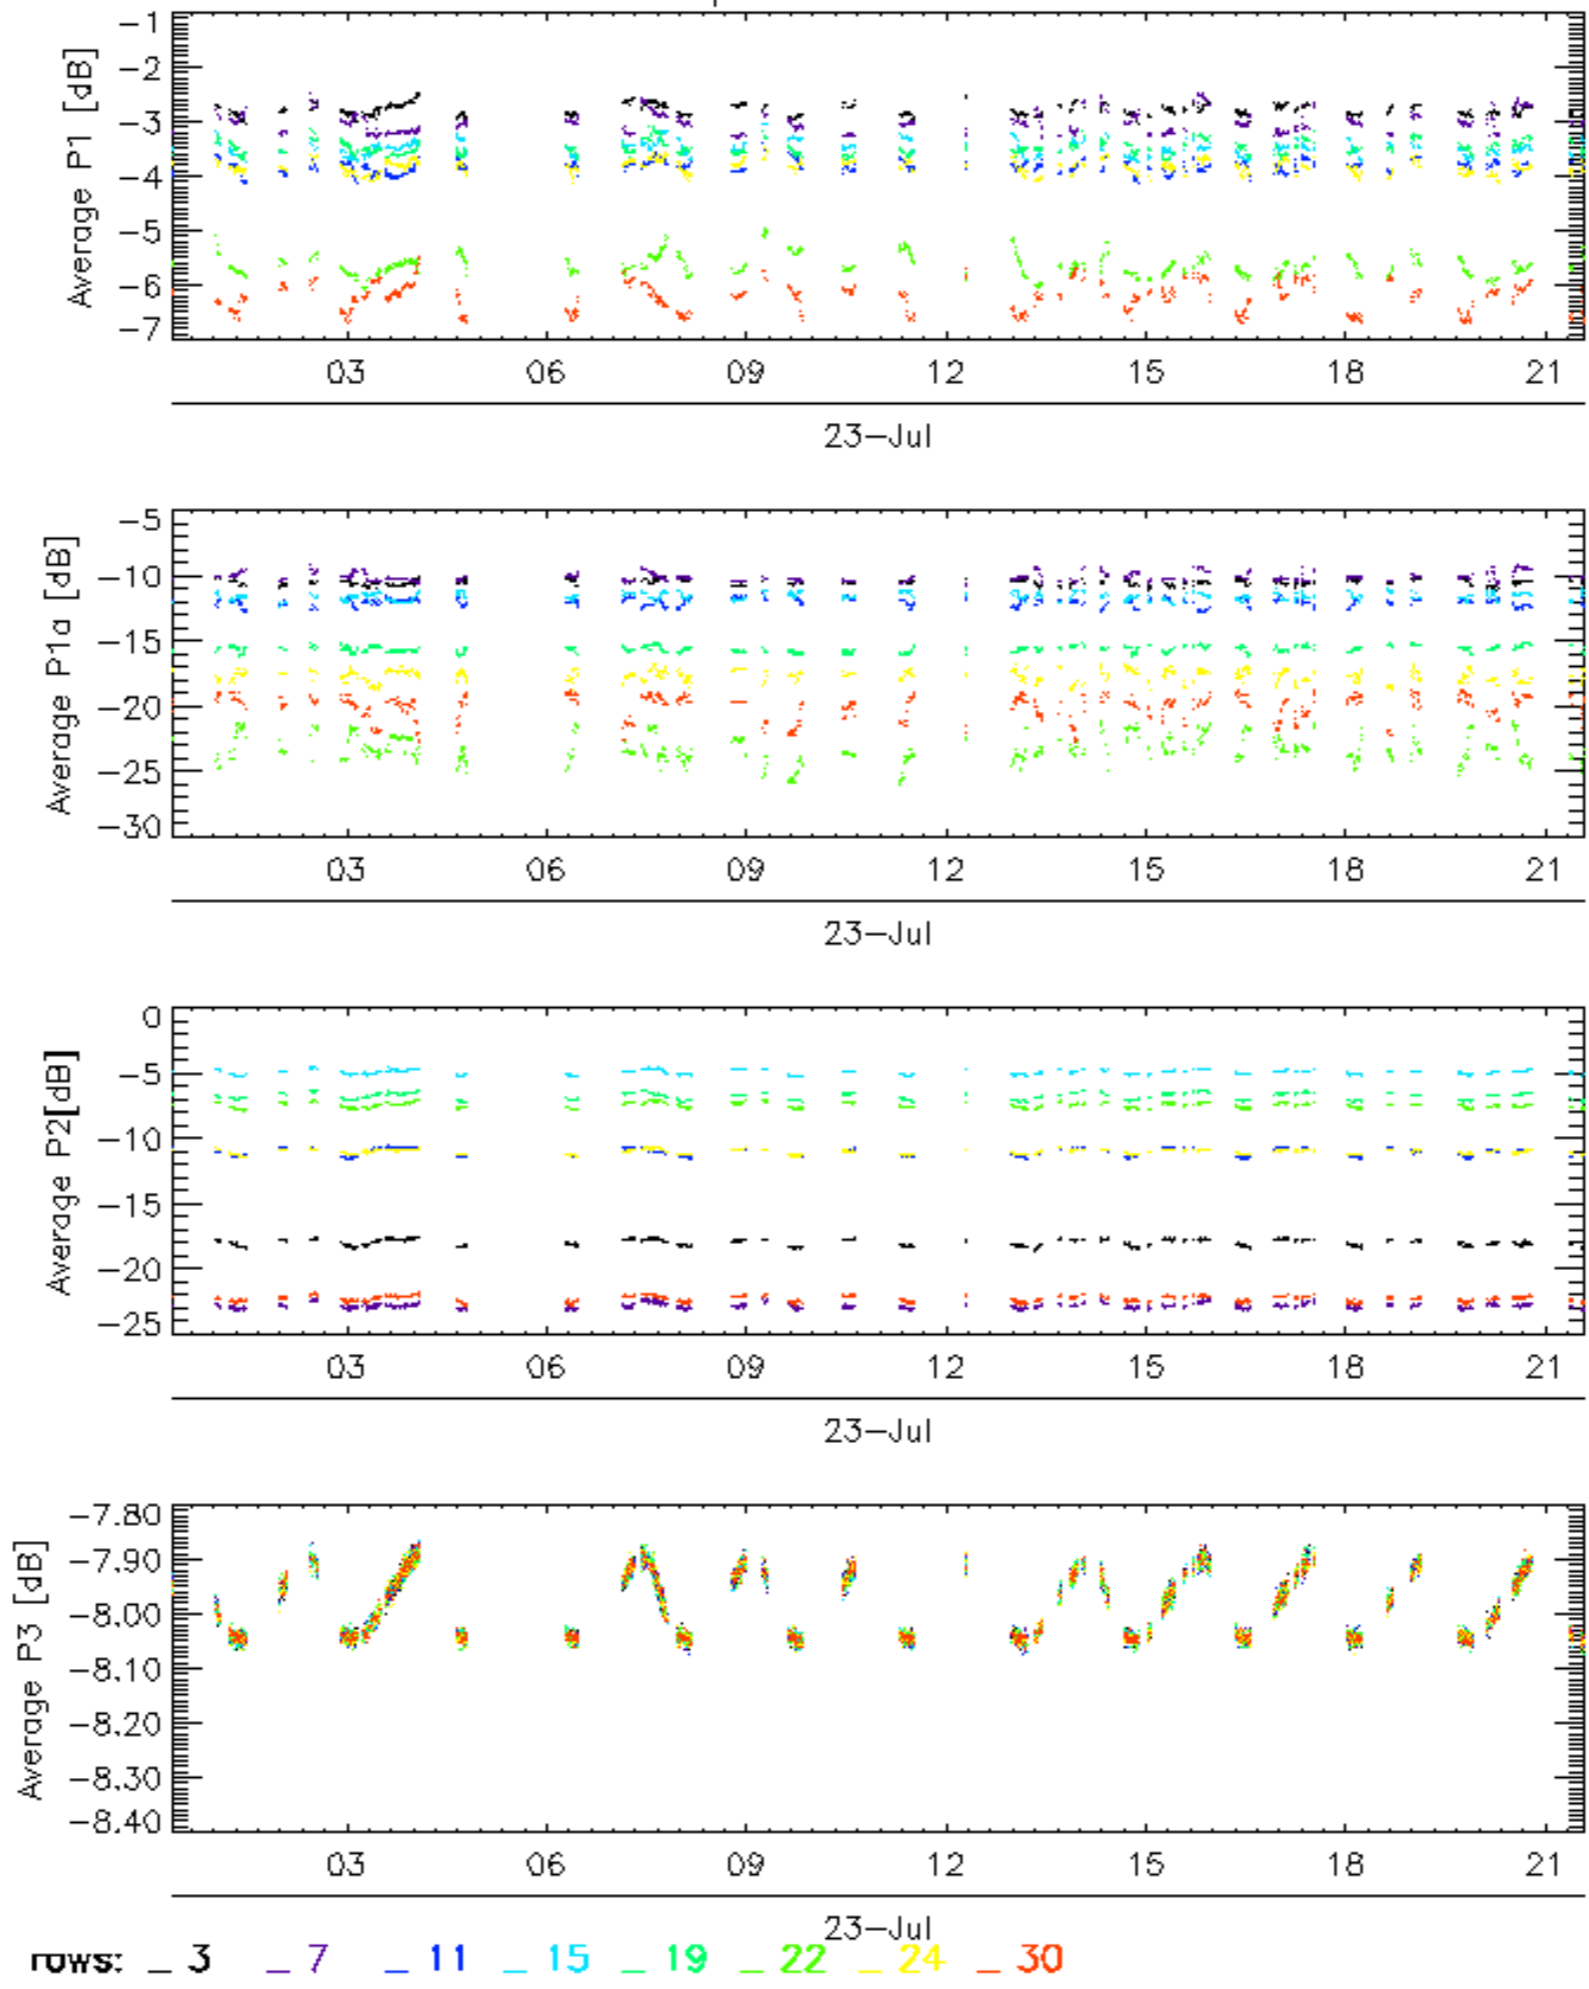 -1
-2
-3
-4
-5
-6
-7
Average P1 [dB]
03 06 09 12 15 18 21
23-Jul
-5
-10
-15
-20
-25
-30
Average P1a [dB]
03 06 09 12 15 18 21
23-Jul
0
-5
-10
-15
-20
-25
Average P2[dB]
03 06 09 12 15 18 21
23-Jul
-7.80
-7.90
-8.00
-8.10
-8.20
-8.30
-8.40
Average P3 [dB]
03 06 09 12 15 18 21
23-Jul
rows: _ 3 _ 7 _ 11 _ 15 _ 19 _ 22 _ 24 _ 30